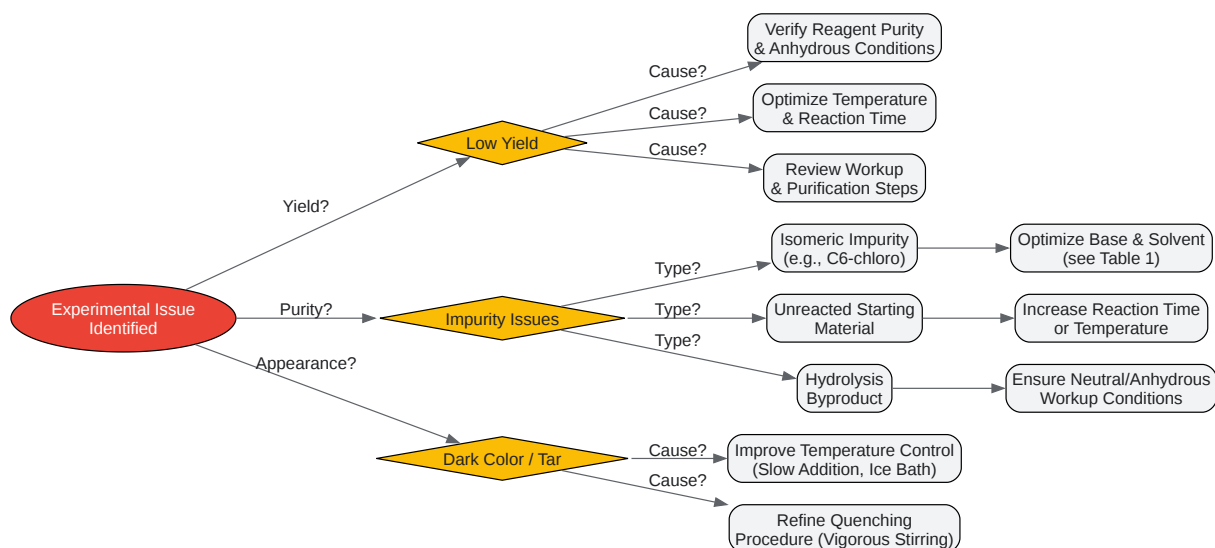 Verify Reagent Purity
& Anhydrous Conditions
Cause?
Optimize Temperature
& Reaction Time
Cause?
Low Yield
Cause?
Review Workup
& Purification Steps
Yield?
Isomeric Impurity
(e.g., C6-chloro)
Optimize Base & Solvent
(see Table 1)
Type?
Experimental Issue
Identified
Purity?
Impurity Issues
Type?
Unreacted Starting
Material
Increase Reaction Time
or Temperature
Type?
Appearance?
Hydrolysis
Byproduct
Ensure Neutral/Anhydrous
Workup Conditions
Dark Color / Tar
Cause?
Improve Temperature Control
(Slow Addition, Ice Bath)
Cause?
Refine Quenching
Procedure (Vigorous Stirring)